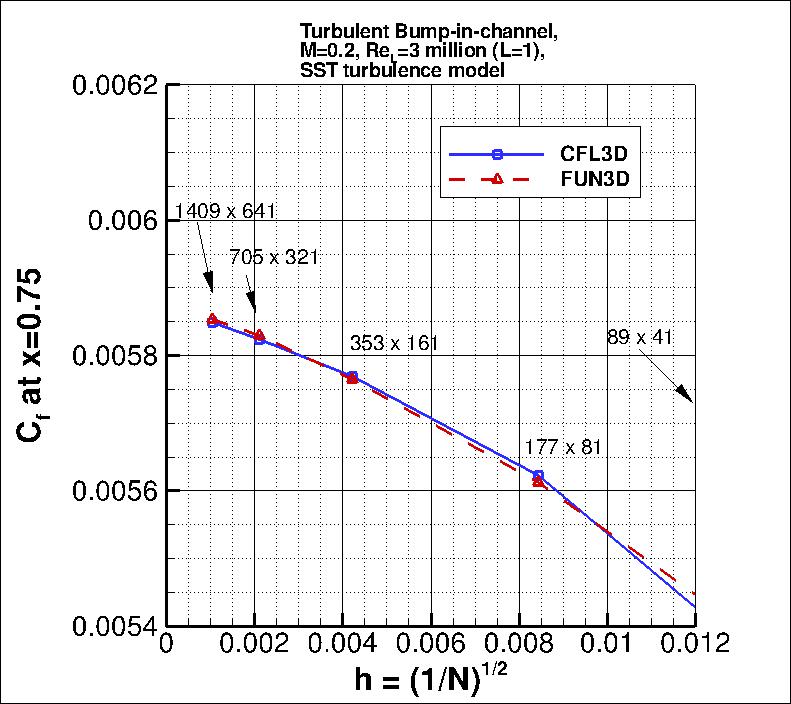 Turbulent Bump-in-channel,
M=0.2, Re_L=3 million (L=1),
SST turbulence model
0.0062
CFL3D
FUN3D
1409 x 641
0.006
705 x 321
353 x 161
89 x 41
0.0058
C_f at x=0.75
177 x 81
0.0056
0.0054
0 0.002 0.004 0.006 0.008 0.01 0.012
h = (1/N)^1/2